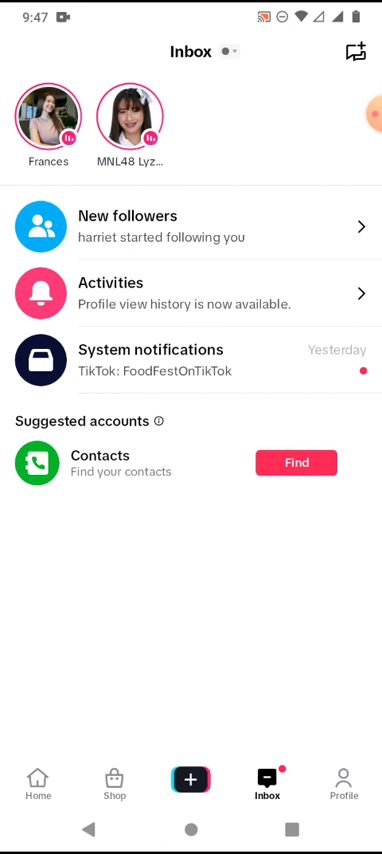 9:47
Inbox
Frances
MNL48 Lyz...
New followers
harriet started following you
Activities
Profile view history is now available.
System notifications
Yesterday
TikTok: FoodFestOnTikTok
Suggested accounts
Contacts
Find your contacts
Find
Home
Shop
Inbox
Profile